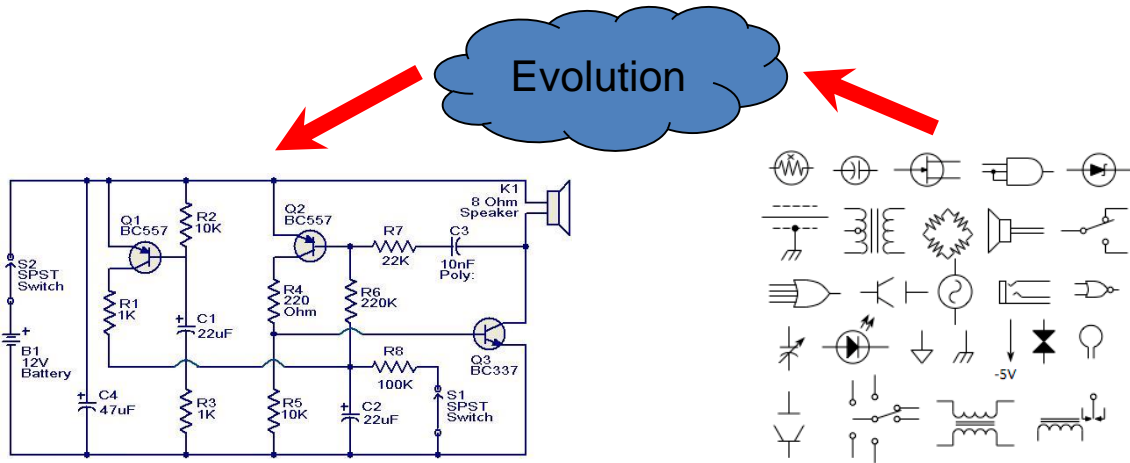 Evolution
K1
8 Ohm
Speaker
Q1
BC557
R2
10K
Q2
BC557
R7
22K
C3
10nF
Poly:
S2
SPST
Switch
R1
1K
C1
22uF
R4
220
Ohm
R6
220K
B1
12V
Battery
Q3
BC337
R8
100K
C4
47uF
R3
1K
R5
10K
C2
22uF
S1
SPST
Switch
-5V